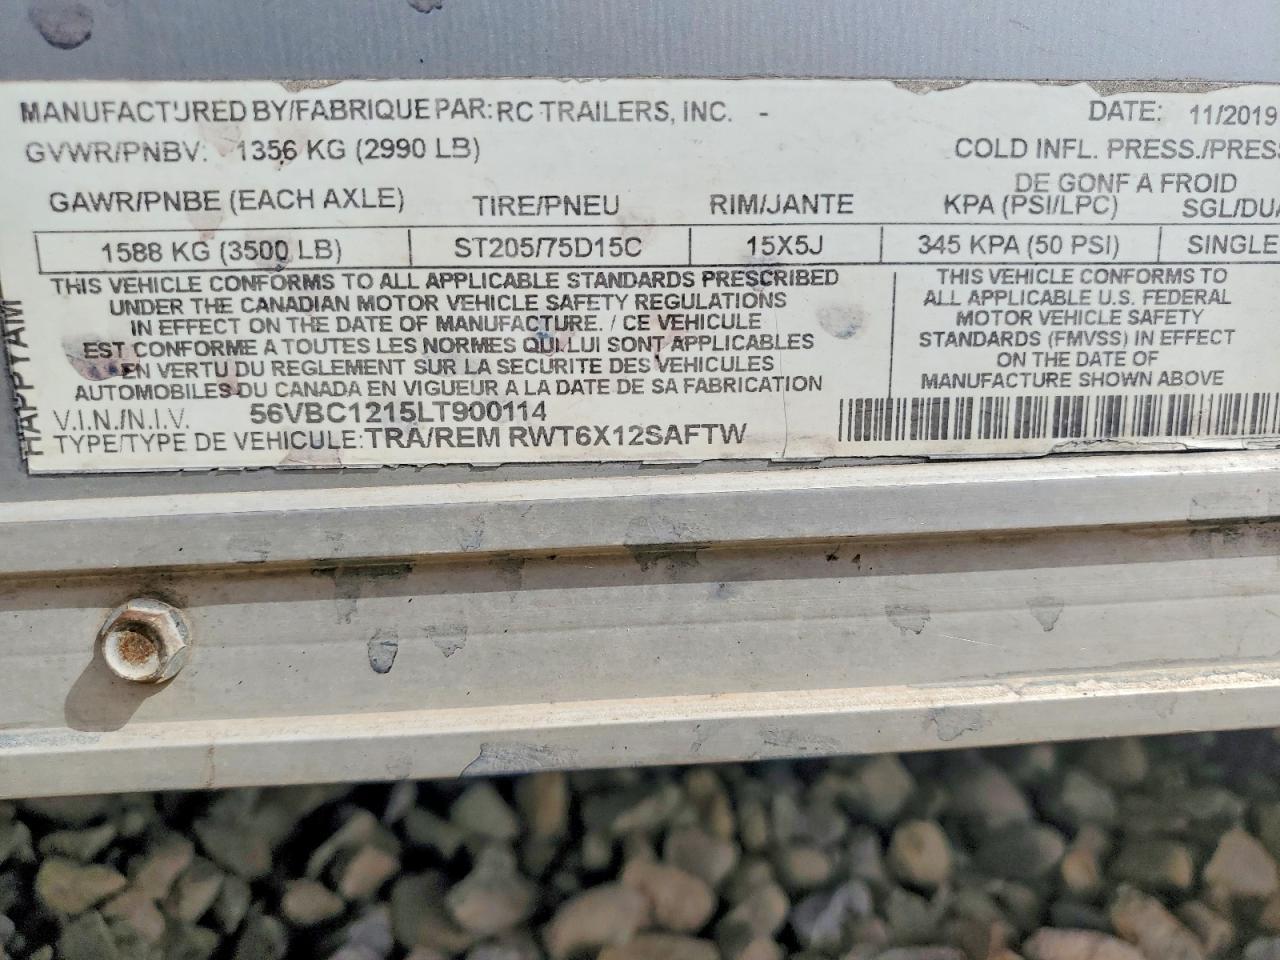 MANUFACTURED BY/FABRIQUE PAR: RC TRAILERS, INC. - DATE: 11/2019
GVWR/PNBV: 1356 KG (2990 LB) COLD INFL. PRESS./PRESS
DE GONF A FROID
GAWR/PNBE (EACH AXLE) TIRE/PNEU RIM/JANTE KPA (PSI/LPC) SGL/DU/
1588 KG (3500 LB) ST205/75D15C 15X5J 345 KPA (50 PSI) SINGLE
THIS VEHICLE CONFORMS TO ALL APPLICABLE STANDARDS PRESCRIBED
UNDER THE CANADIAN MOTOR VEHICLE SAFETY REGULATIONS
IN EFFECT ON THE DATE OF MANUFACTURE. / CE VEHICULE
EST CONFORME A TOUTES LES NORMES QUI LUI SONT APPLICABLES
EN VERTU DU REGLEMENT SUR LA SECURITE DES VEHICULES
AUTOMOBILES DU CANADA EN VIGUEUR A LA DATE DE SA FABRICATION
THIS VEHICLE CONFORMS TO
ALL APPLICABLE U.S. FEDERAL
MOTOR VEHICLE SAFETY
STANDARDS (FMVSS) IN EFFECT
ON THE DATE OF
MANUFACTURE SHOWN ABOVE
V.I.N./N.I.V. 56VBC1215LT900114
TYPE/TYPE DE VEHICULE: TRA/REM RWT6X12SAFTW
HAPPYAM